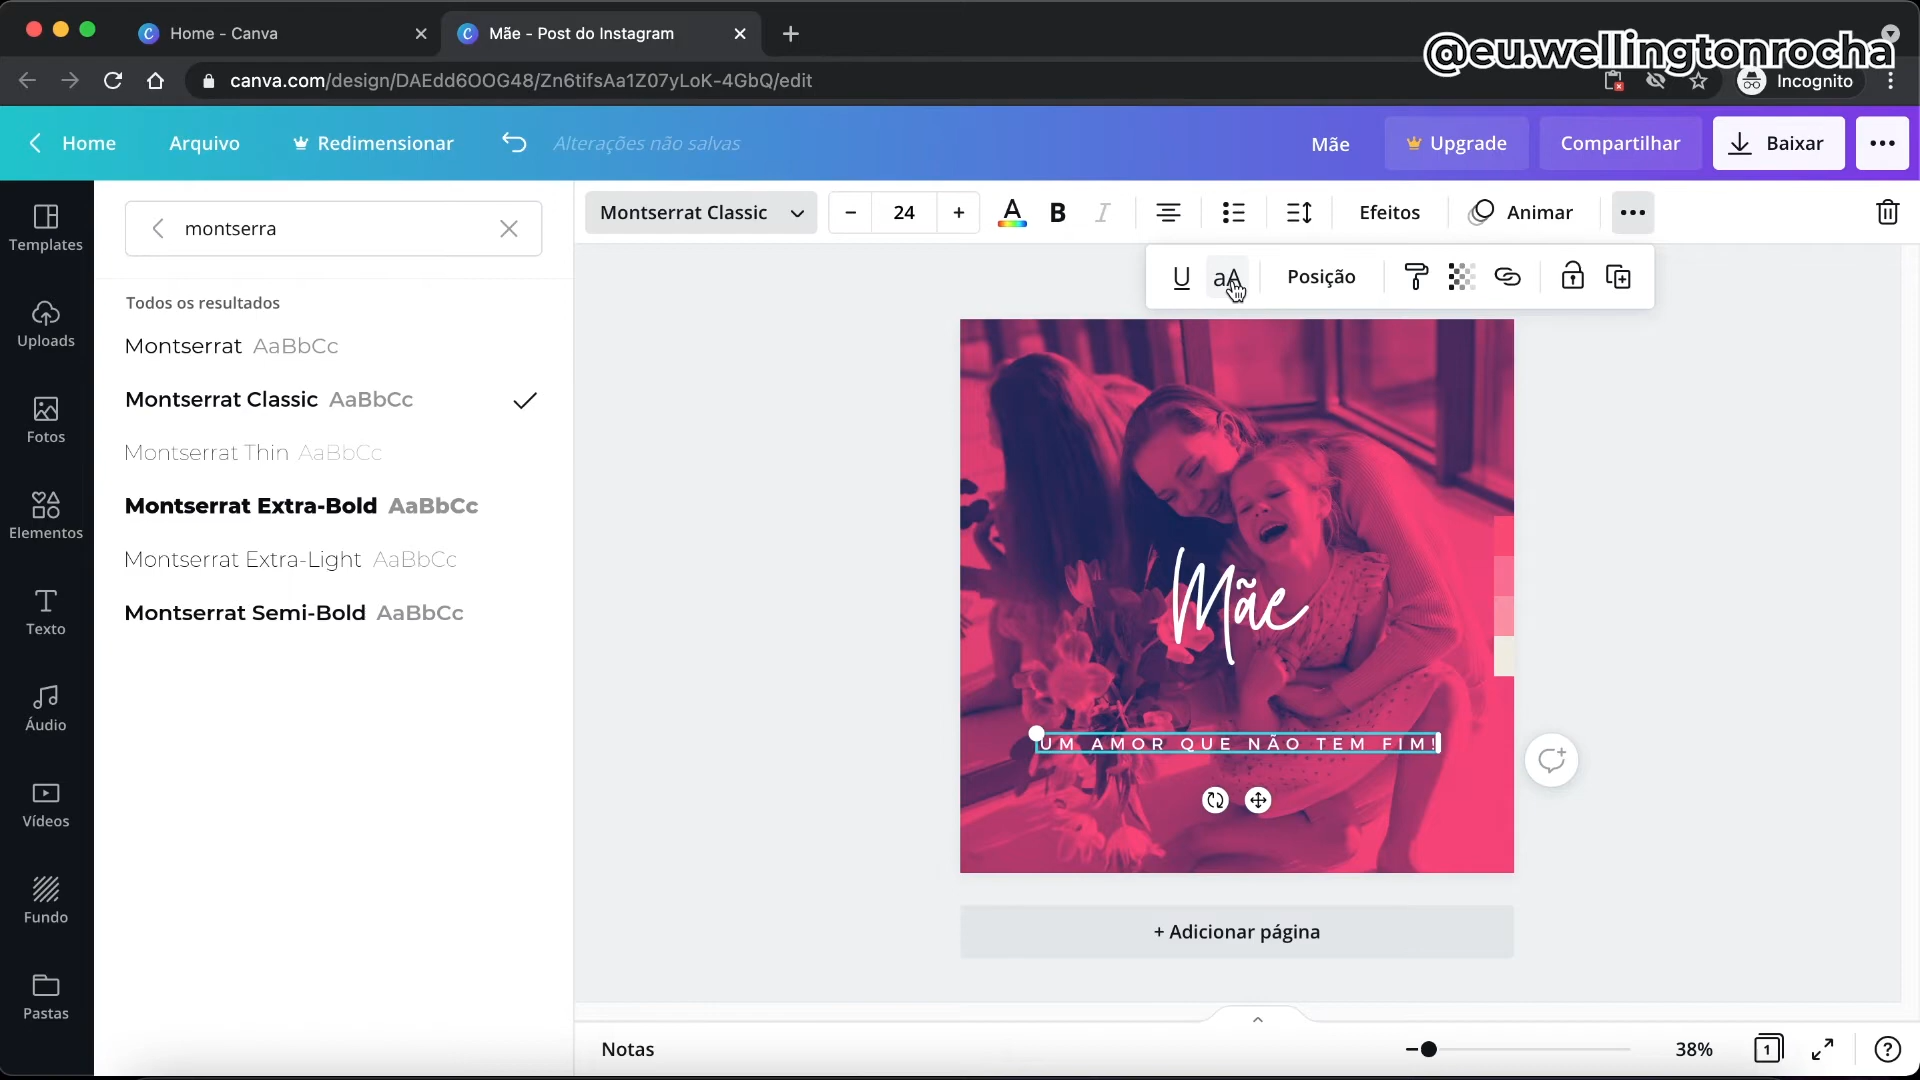 Home - Canva
Mãe - Post do Instagram
@eu.wellingtonrocha
canva.com/design/DAEdd6OOG48/Zn6tifsAa1Z07yLoK-4GbQ/edit
Incognito
Home
Arquivo
Redimensionar
Alterações não salvas
Mãe
Upgrade
Compartilhar
Baixar
Templates
Uploads
Fotos
Elementos
Texto
Áudio
Vídeos
Fundo
Pastas
montserra
Todos os resultados
Montserrat AaBbCc
Montserrat Classic AaBbCc
Montserrat Thin AaBbCc
Montserrat Extra-Bold AaBbCc
Montserrat Extra-Light AaBbCc
Montserrat Semi-Bold AaBbCc
Montserrat Classic
24
A
B
I
Efeitos
Animar
U
aA
Posição
Mãe
UM AMOR QUE NÃO TEM FIM!
+ Adicionar página
Notas
38%
1